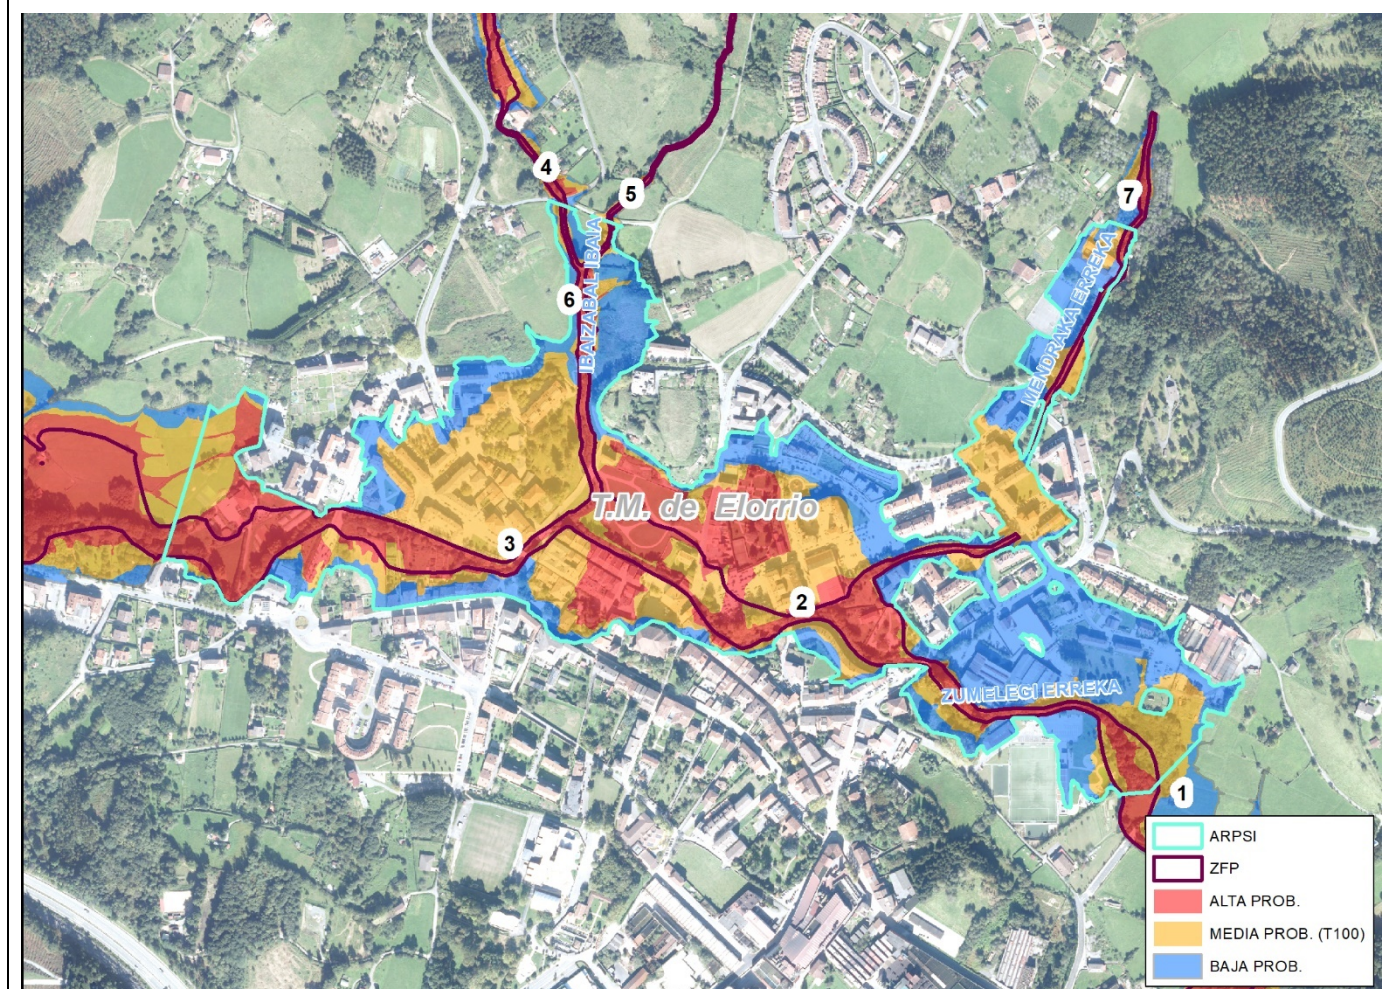 4
5
7
IBAIZABAL IBAIA
MENDRAKA ERREKA
6
T.M. de Elorrio
3
2
ZUMELEGI ERREKA
1
ARPSI
ZFP
ALTA PROB.
MEDIA PROB. (T100)
BAJA PROB.